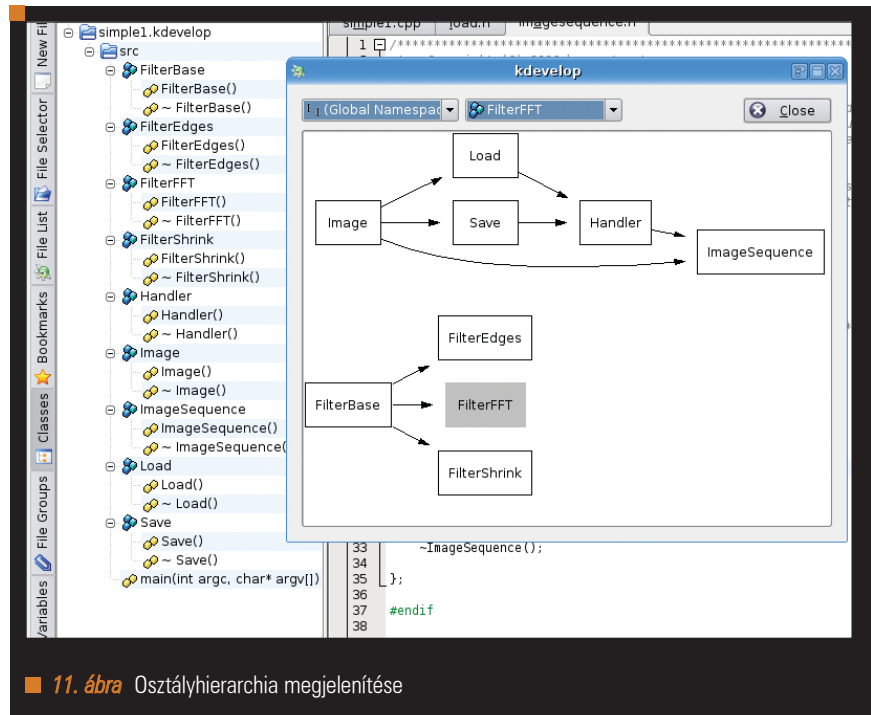 simple1.cpp load.h imagesequence.h
New Fil
File Selector
File List
Bookmarks
Classes
File Groups
Variables
simple1.kdevelop
src
FilterBase
FilterBase()
~ FilterBase()
FilterEdges
FilterEdges()
~ FilterEdges()
FilterFFT
FilterFFT()
~ FilterFFT()
FilterShrink
FilterShrink()
~ FilterShrink()
Handler
Handler()
~ Handler()
Image
Image()
~ Image()
ImageSequence
ImageSequence()
~ ImageSequence(
Load
Load()
~ Load()
Save
Save()
~ Save()
main(int argc, char* argv[])
1 /****************************************************
kdevelop
(Global Namespac
FilterFFT
Close
Load
Image
Save
Handler
ImageSequence
FilterEdges
FilterBase
FilterFFT
FilterShrink
33 ~ImageSequence();
34
35 };
36
37 #endif
38
11. ábra Osztályhierarchia megjelenítése